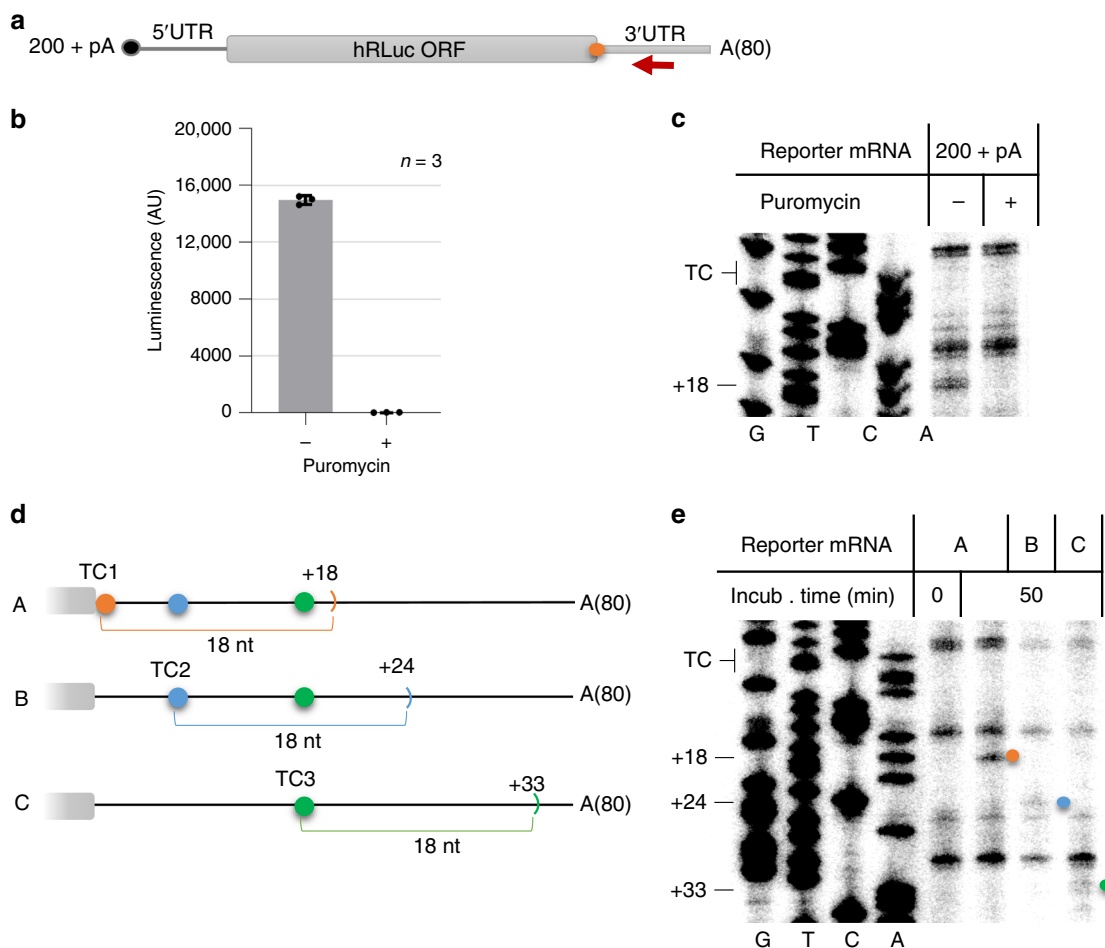 a
200 + pA 5′UTR hRLuc ORF 3′UTR A(80)
b
20,000
16,000
12,000
8000
4000
0
Luminescence (AU)
n = 3
– +
Puromycin
c
Reporter mRNA 200 + pA
Puromycin – +
TC
+18
G T C A
d
TC1 +18
A A(80)
18 nt
TC2 +24
B A(80)
18 nt
TC3 +33
C A(80)
18 nt
e
Reporter mRNA A B C
Incub . time (min) 0 50
TC
+18
+24
+33
G T C A